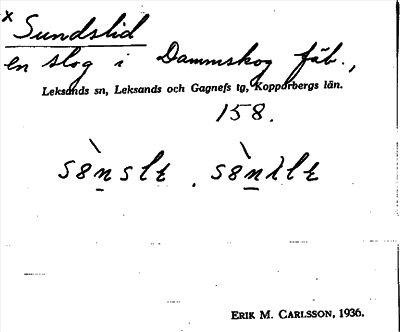 x Sundslid
en slog i Dammskog fäb.,
Leksands sn, Leksands och Gagnefs tg, Kopparbergs län.
158.
ERIK M. CARLSSON, 1936.